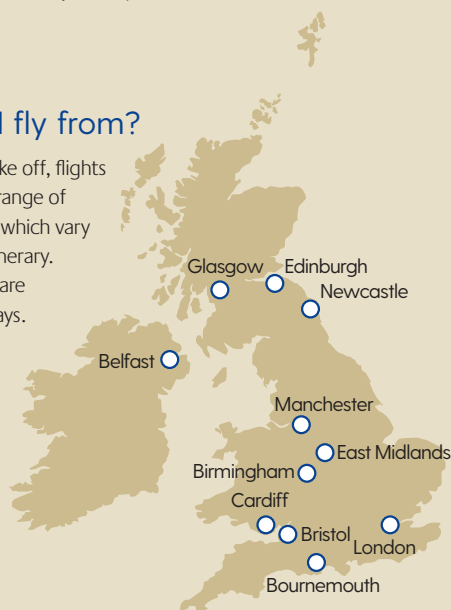 l fly from?
ke off, flights
range of
which vary
nerary.
are
ays.
Glasgow
Edinburgh
Newcastle
Belfast
Manchester
East Midlands
Birmingham
Cardiff
Bristol
London
Bournemouth